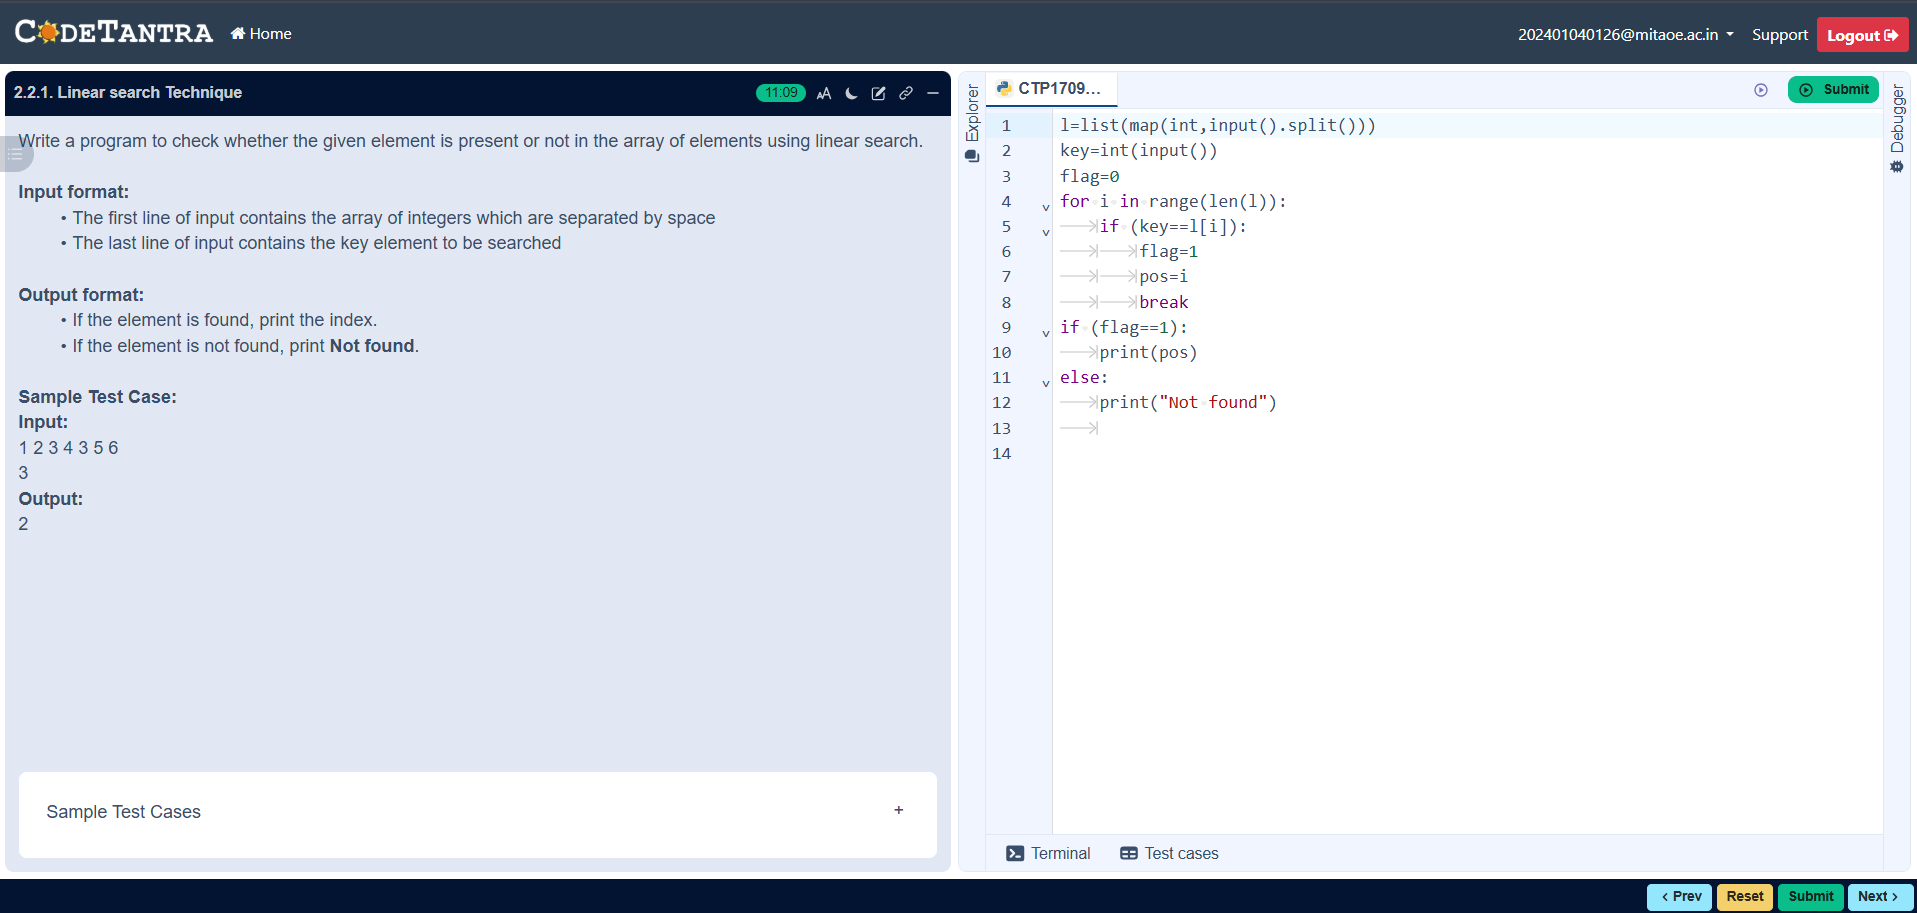 CODETANTRA Home 202401040126@mitaoe.ac.in Support Logout
2.2.1. Linear search Technique 11:09 AA
Write a program to check whether the given element is present or not in the array of elements using linear search.
Input format:
• The first line of input contains the array of integers which are separated by space
• The last line of input contains the key element to be searched
Output format:
• If the element is found, print the index.
• If the element is not found, print Not found.
Sample Test Case:
Input:
1 2 3 4 3 5 6
3
Output:
2
Sample Test Cases +
Explorer
CTP1709... Submit
Debugger
1 l=list(map(int,input().split()))
2 key=int(input())
3 flag=0
4 for i in range(len(l)):
5 if (key==l[i]):
6 flag=1
7 pos=i
8 break
9 if (flag==1):
10 print(pos)
11 else:
12 print("Not found")
13
14
Terminal Test cases
< Prev Reset Submit Next >